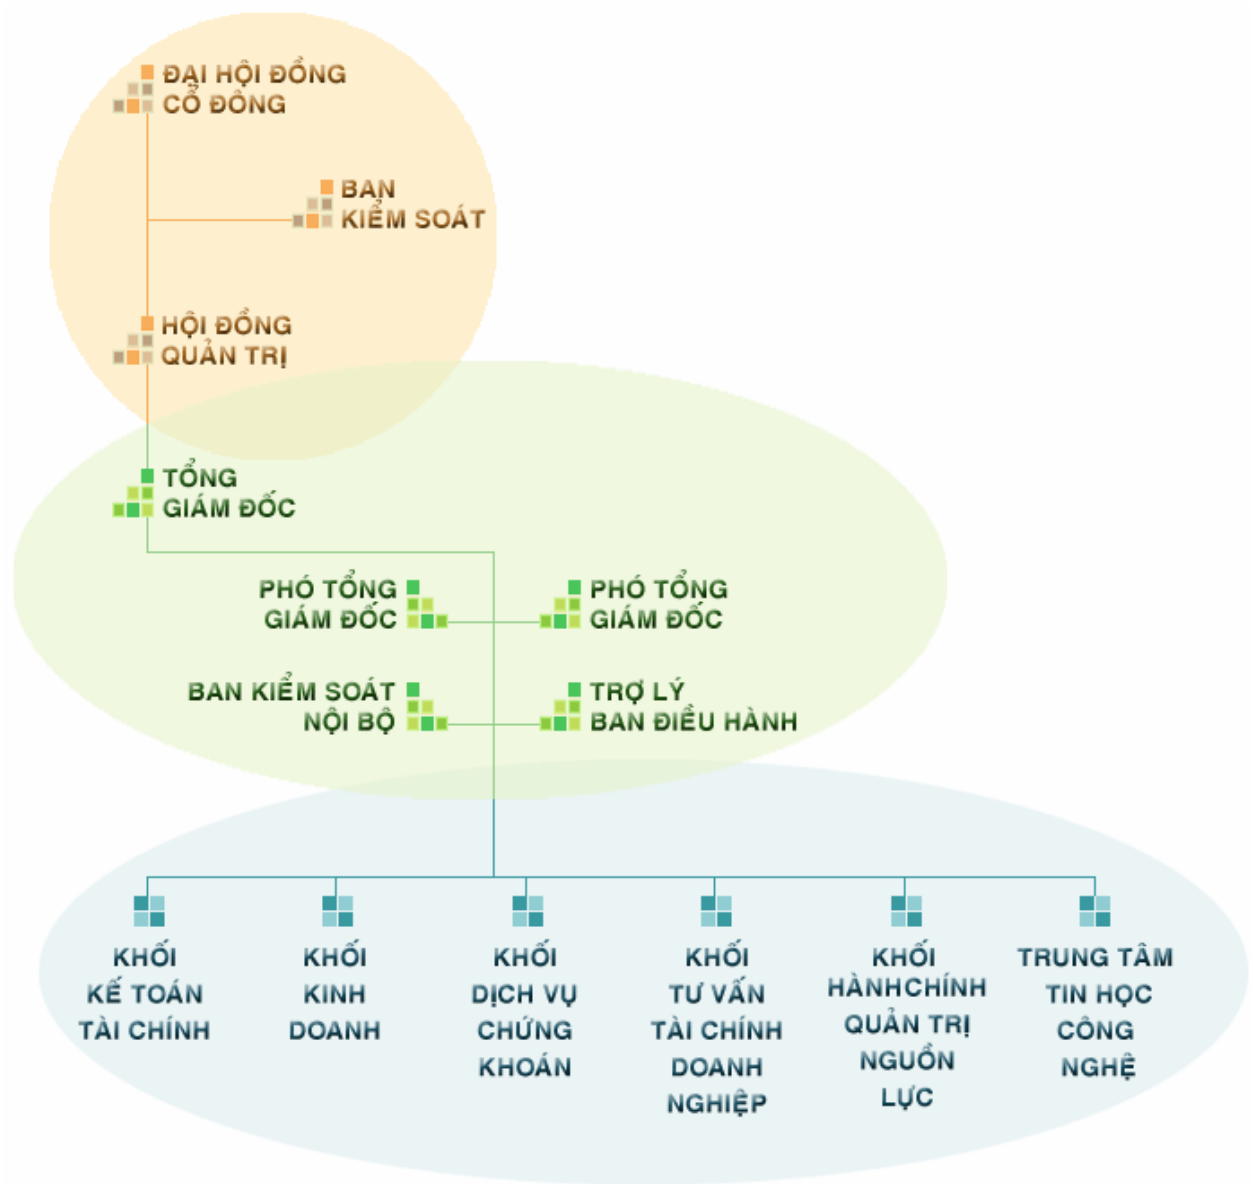 ĐẠI HỘI ĐỒNG
CỔ ĐÔNG
BAN
KIỂM SOÁT
HỘI ĐỒNG
QUẢN TRỊ
TỔNG
GIÁM ĐỐC
PHÓ TỔNG
GIÁM ĐỐC
PHÓ TỔNG
GIÁM ĐỐC
BAN KIỂM SOÁT
NỘI BỘ
TRỢ LÝ
BAN ĐIỀU HÀNH
KHỐI
KẾ TOÁN
TÀI CHÍNH
KHỐI
KINH
DOANH
KHỐI
DỊCH VỤ
CHỨNG
KHOÁN
KHỐI
TƯ VẤN
TÀI CHÍNH
DOANH
NGHIỆP
KHỐI
HÀNHCHÍNH
QUẢN TRỊ
NGUỒN
LỰC
TRUNG TÂM
TIN HỌC
CÔNG
NGHỆ